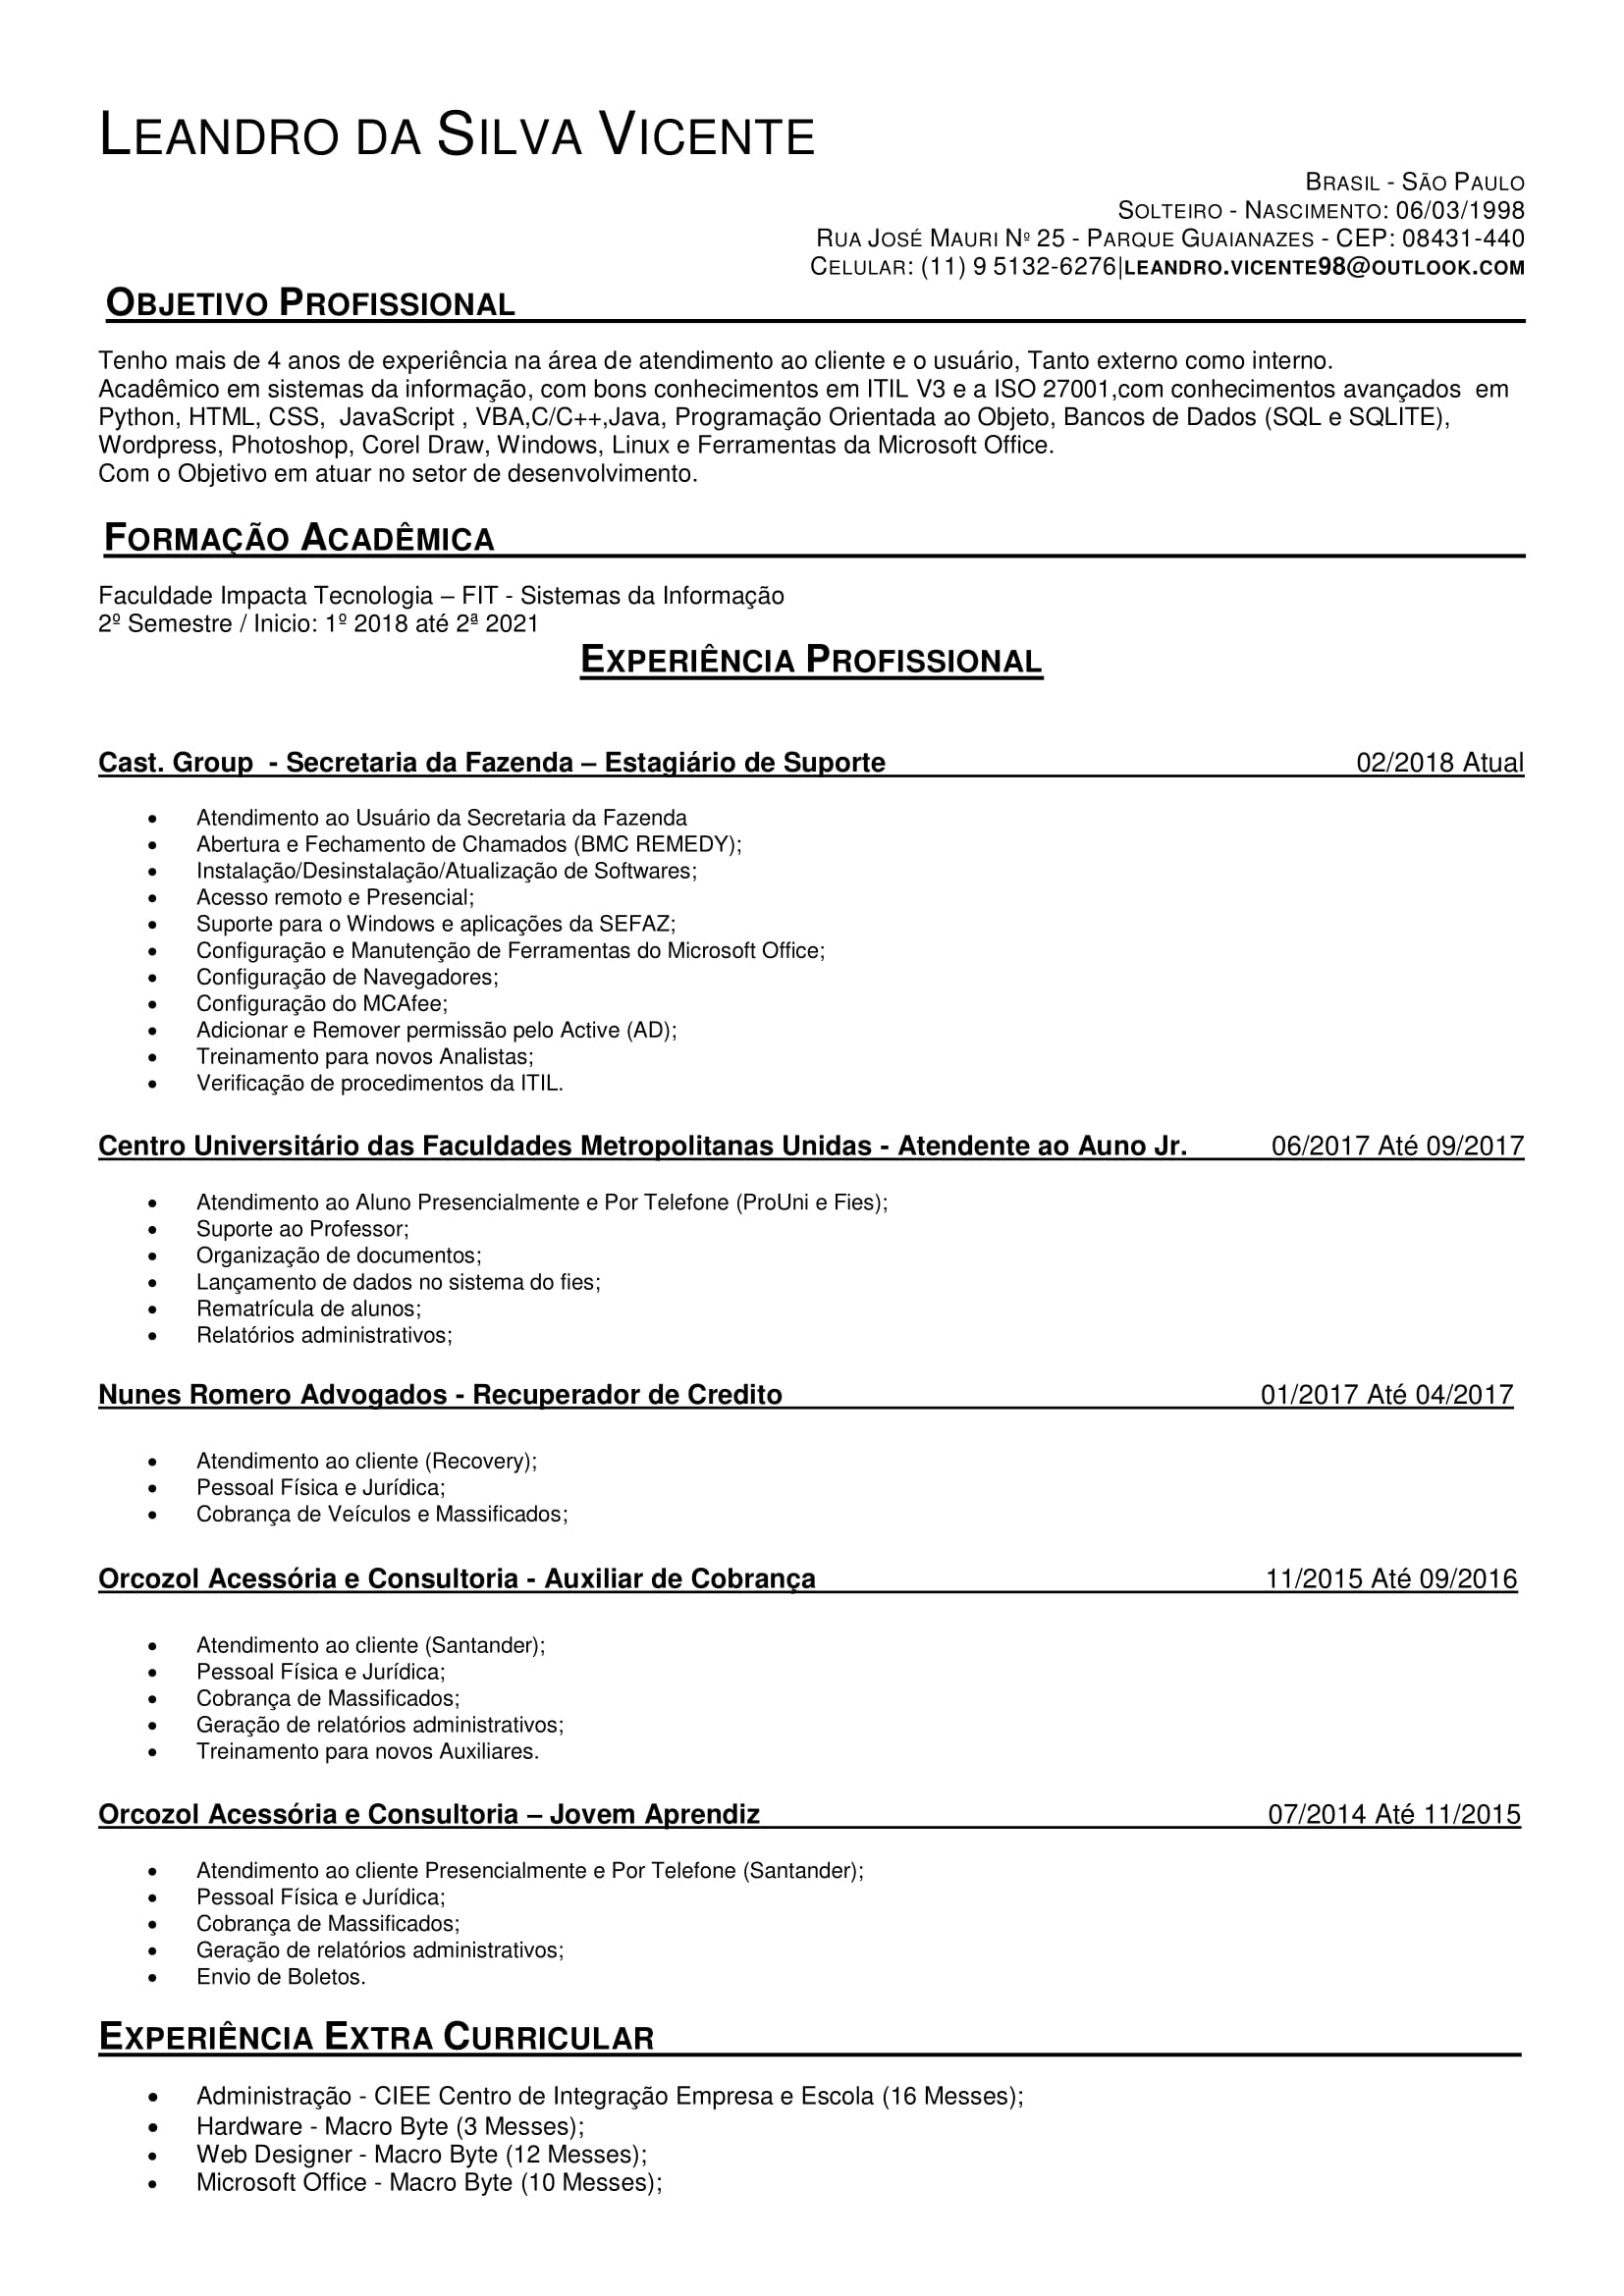 LEANDRO DA SILVA VICENTE
BRASIL - SÃO PAULO
SOLTEIRO - NASCIMENTO: 06/03/1998
RUA JOSÉ MAURI Nº 25 - PARQUE GUAIANAZES - CEP: 08431-440
CELULAR: (11) 9 5132-6276|LEANDRO.VICENTE98@OUTLOOK.COM
OBJETIVO PROFISSIONAL
Tenho mais de 4 anos de experiência na área de atendimento ao cliente e o usuário, Tanto externo como interno.
Acadêmico em sistemas da informação, com bons conhecimentos em ITIL V3 e a ISO 27001,com conhecimentos avançados  em
Python, HTML, CSS,  JavaScript , VBA,C/C++,Java, Programação Orientada ao Objeto, Bancos de Dados (SQL e SQLITE),
Wordpress, Photoshop, Corel Draw, Windows, Linux e Ferramentas da Microsoft Office.
Com o Objetivo em atuar no setor de desenvolvimento.
FORMAÇÃO ACADÊMICA
Faculdade Impacta Tecnologia – FIT - Sistemas da Informação
2º Semestre / Inicio: 1º 2018 até 2ª 2021
EXPERIÊNCIA PROFISSIONAL
Cast. Group  - Secretaria da Fazenda – Estagiário de Suporte 02/2018 Atual
• Atendimento ao Usuário da Secretaria da Fazenda
• Abertura e Fechamento de Chamados (BMC REMEDY);
• Instalação/Desinstalação/Atualização de Softwares;
• Acesso remoto e Presencial;
• Suporte para o Windows e aplicações da SEFAZ;
• Configuração e Manutenção de Ferramentas do Microsoft Office;
• Configuração de Navegadores;
• Configuração do MCAfee;
• Adicionar e Remover permissão pelo Active (AD);
• Treinamento para novos Analistas;
• Verificação de procedimentos da ITIL.
Centro Universitário das Faculdades Metropolitanas Unidas - Atendente ao Auno Jr. 06/2017 Até 09/2017
• Atendimento ao Aluno Presencialmente e Por Telefone (ProUni e Fies);
• Suporte ao Professor;
• Organização de documentos;
• Lançamento de dados no sistema do fies;
• Rematrícula de alunos;
• Relatórios administrativos;
Nunes Romero Advogados - Recuperador de Credito 01/2017 Até 04/2017
• Atendimento ao cliente (Recovery);
• Pessoal Física e Jurídica;
• Cobrança de Veículos e Massificados;
Orcozol Acessória e Consultoria - Auxiliar de Cobrança 11/2015 Até 09/2016
• Atendimento ao cliente (Santander);
• Pessoal Física e Jurídica;
• Cobrança de Massificados;
• Geração de relatórios administrativos;
• Treinamento para novos Auxiliares.
Orcozol Acessória e Consultoria – Jovem Aprendiz 07/2014 Até 11/2015
• Atendimento ao cliente Presencialmente e Por Telefone (Santander);
• Pessoal Física e Jurídica;
• Cobrança de Massificados;
• Geração de relatórios administrativos;
• Envio de Boletos.
EXPERIÊNCIA EXTRA CURRICULAR
• Administração - CIEE Centro de Integração Empresa e Escola (16 Messes);
• Hardware - Macro Byte (3 Messes);
• Web Designer - Macro Byte (12 Messes);
• Microsoft Office - Macro Byte (10 Messes);